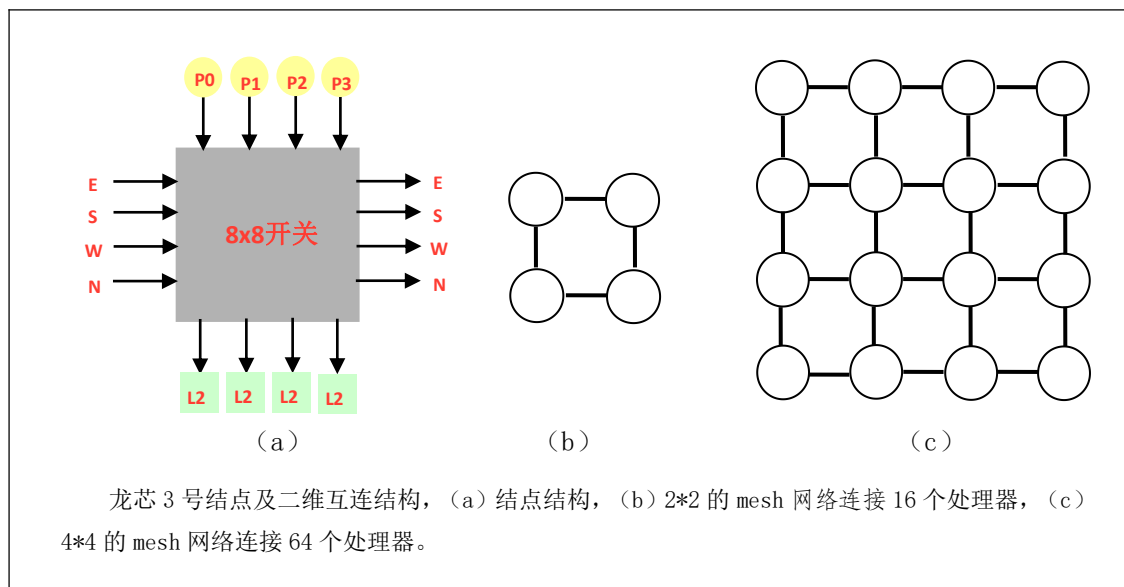 P0 P1 P2 P3
E E
S S
8x8开关
W W
N N
L2 L2 L2 L2
（a） （b） （c）
龙芯 3 号结点及二维互连结构，（a）结点结构，（b）2*2 的 mesh 网络连接 16 个处理器，（c）
4*4 的 mesh 网络连接 64 个处理器。